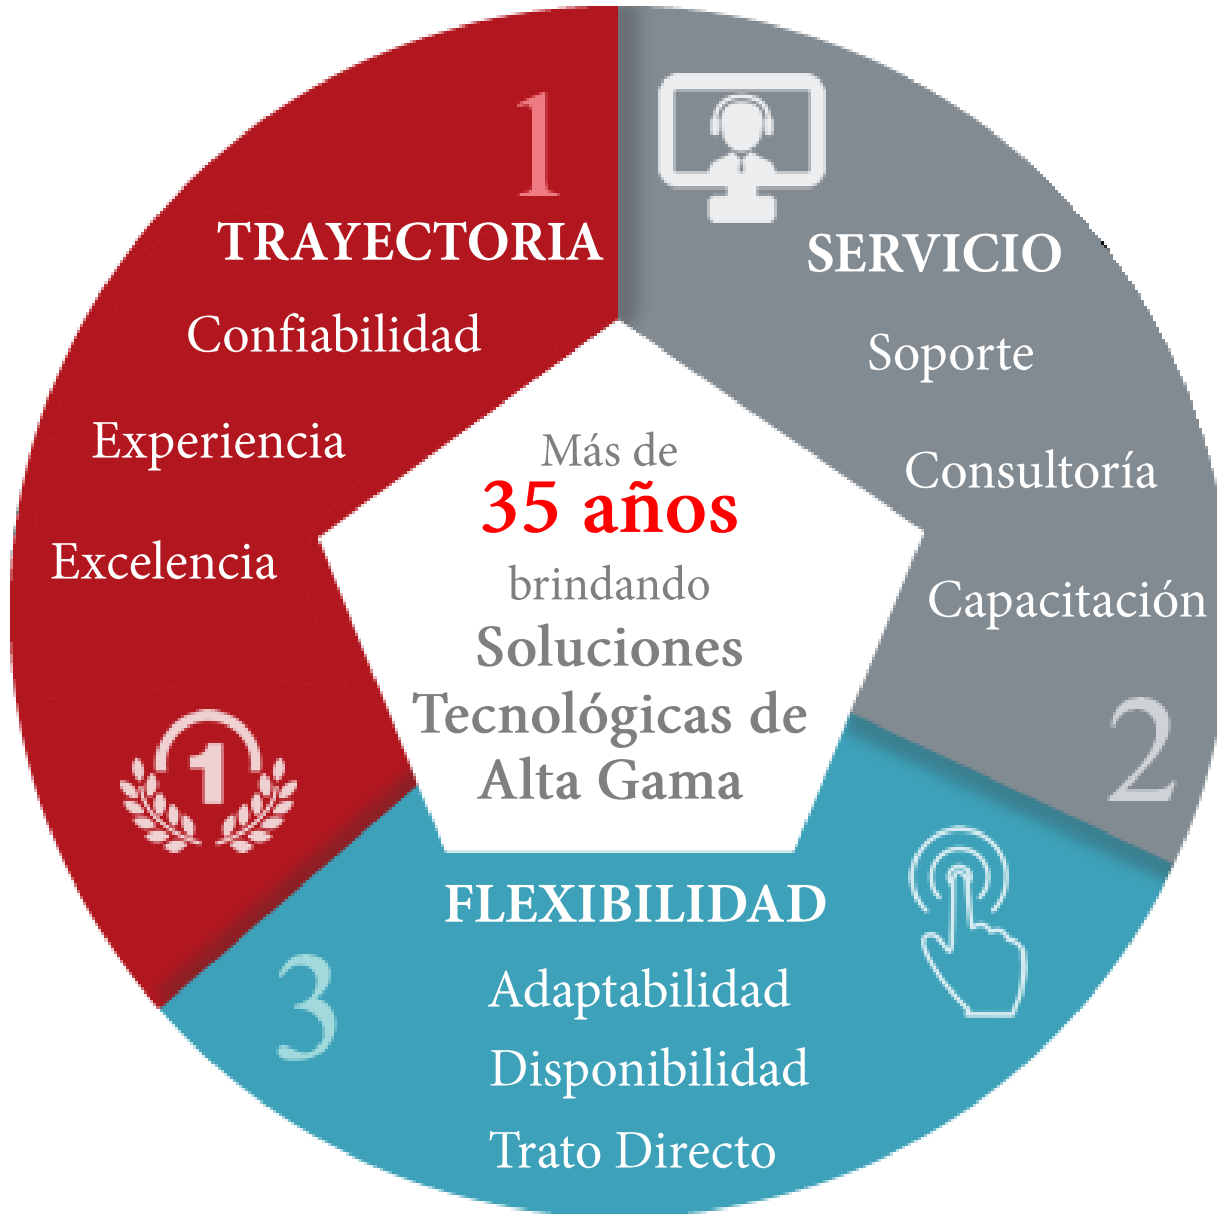 1
TRAYECTORIA
Confiabilidad
Experiencia
Excelencia
1
SERVICIO
Soporte
Consultoría
Capacitación
2
Más de
35 años
brindando
Soluciones
Tecnológicas de
Alta Gama
FLEXIBILIDAD
3
Adaptabilidad
Disponibilidad
Trato Directo